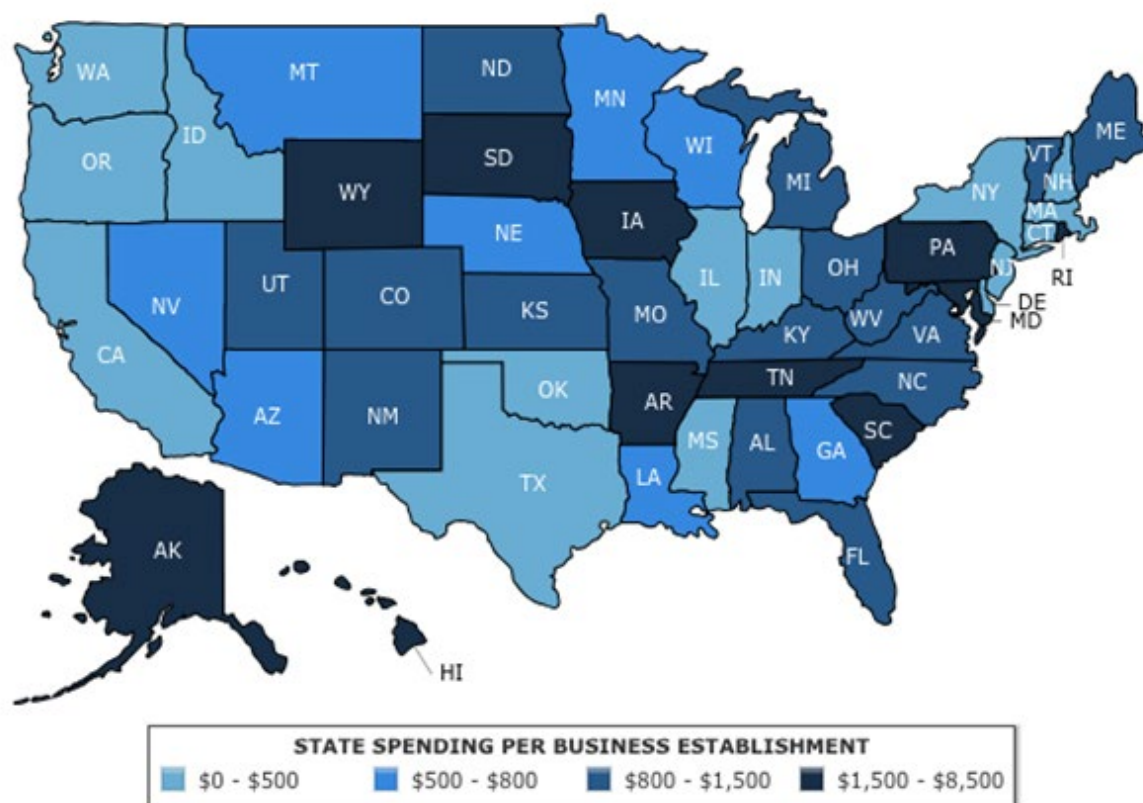 WA
MT
ND
MN
ME
ID
VT
OR
SD
WI
NH
WY
MI
NY
MA
IA
CT
NE
PA
IL
IN
OH
NJ
RI
NV
UT
CO
DE
KS
MO
WV
MD
KY
VA
CA
TN
NC
OK
AZ
NM
AR
SC
MS
AL
GA
TX
LA
AK
FL
HI
STATE SPENDING PER BUSINESS ESTABLISHMENT
$0 - $500 $500 - $800 $800 - $1,500 $1,500 - $8,500